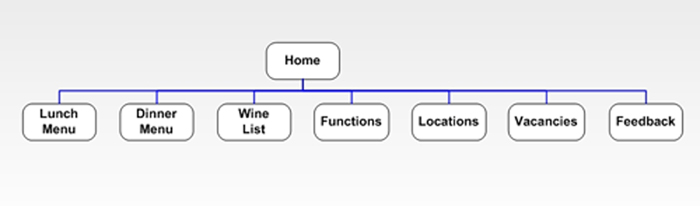 Home
Lunch
Menu
Dinner
Menu
Wine
List
Functions
Locations
Vacancies
Feedback